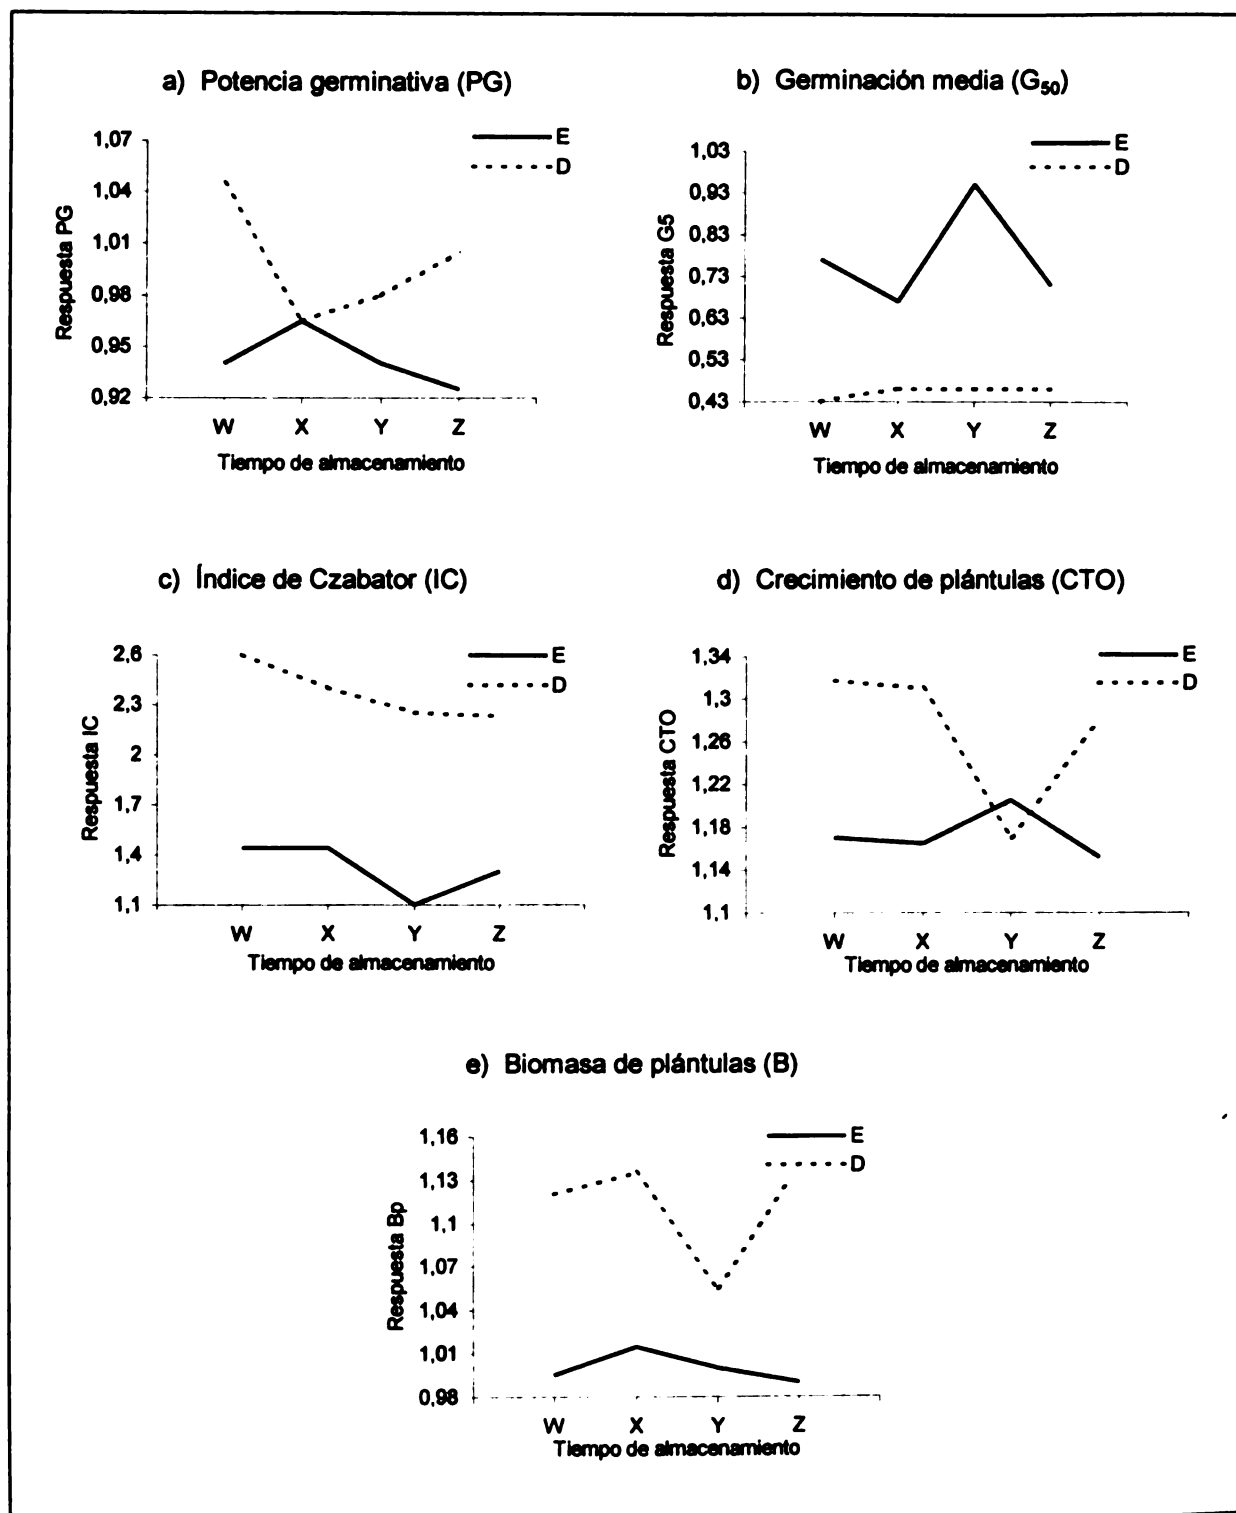 a) Potencia germinativa (PG)
E
D
1,07
1,04
1,01
0,98
0,95
0,92
Respuesta PG
W X Y Z
Tiempo de almacenamiento
b) Germinación media (G50)
E
D
1,03
0,93
0,83
0,73
0,63
0,53
0,43
Respuesta G5
W X Y Z
Tiempo de almacenamiento
c) Índice de Czabator (IC)
E
D
2,6
2,3
2
1,7
1,4
1,1
Respuesta IC
W X Y Z
Tiempo de almacenamiento
d) Crecimiento de plántulas (CTO)
E
D
1,34
1,3
1,26
1,22
1,18
1,14
1,1
Respuesta CTO
W X Y Z
Tiempo de almacenamiento
e) Biomasa de plántulas (B)
E
D
1,16
1,13
1,1
1,07
1,04
1,01
0,98
Respuesta Bp
W X Y Z
Tiempo de almacenamiento